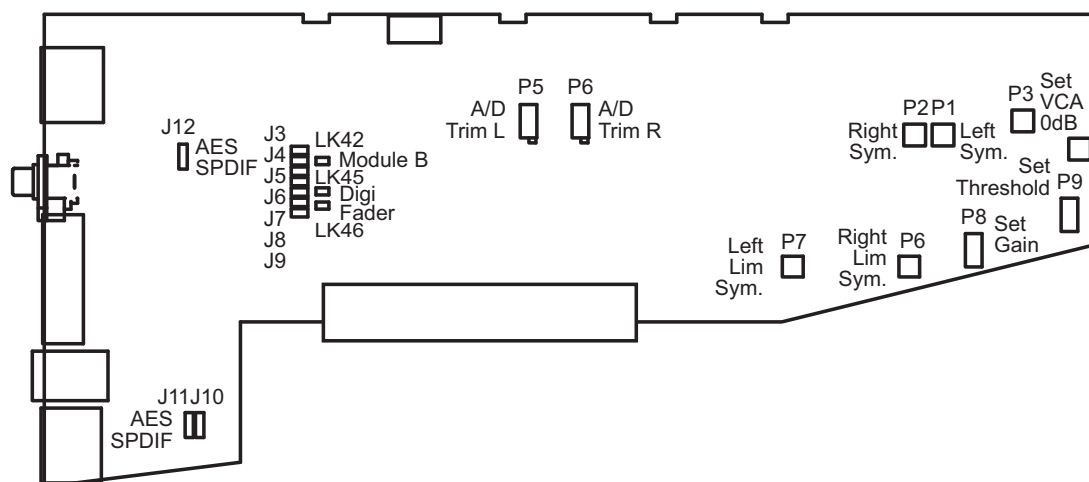 J12
AES
SPDIF
J3
J4
J5
J6
J7
J8
J9
LK42
Module B
LK45
Digi
Fader
LK46
P5
A/D
Trim L
P6
A/D
Trim R
P2
Right
Sym.
P1
Left
Sym.
P3
Set
VCA
0dB
Set
Threshold
P9
P8
Set
Gain
P7
Left
Lim
Sym.
P6
Right
Lim
Sym.
J11
J10
AES
SPDIF